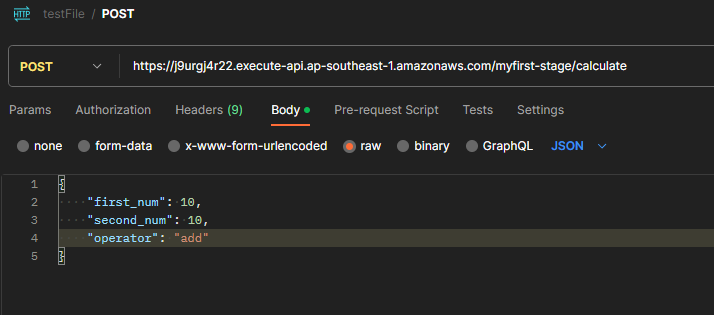 HTTP testFile / POST
POST https://j9urgj4r22.execute-api.ap-southeast-1.amazonaws.com/myfirst-stage/calculate
Params Authorization Headers (9) Body Pre-request Script Tests Settings
none form-data x-www-form-urlencoded raw binary GraphQL JSON
1 {
2 "first_num": 10,
3 "second_num": 10,
4 "operator": "add"
5 }